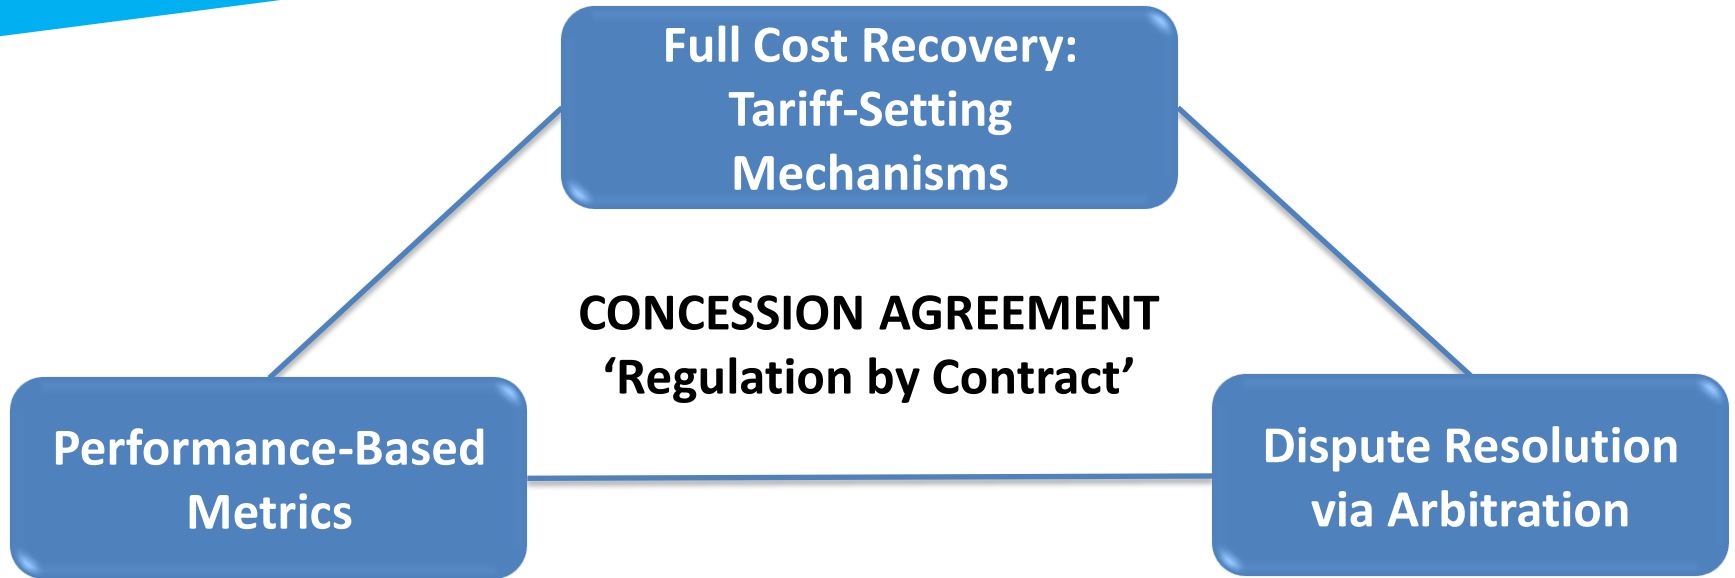 Full Cost Recovery:
Tariff-Setting
Mechanisms
CONCESSION AGREEMENT
‘Regulation by Contract’
Performance-Based
Metrics
Dispute Resolution
via Arbitration